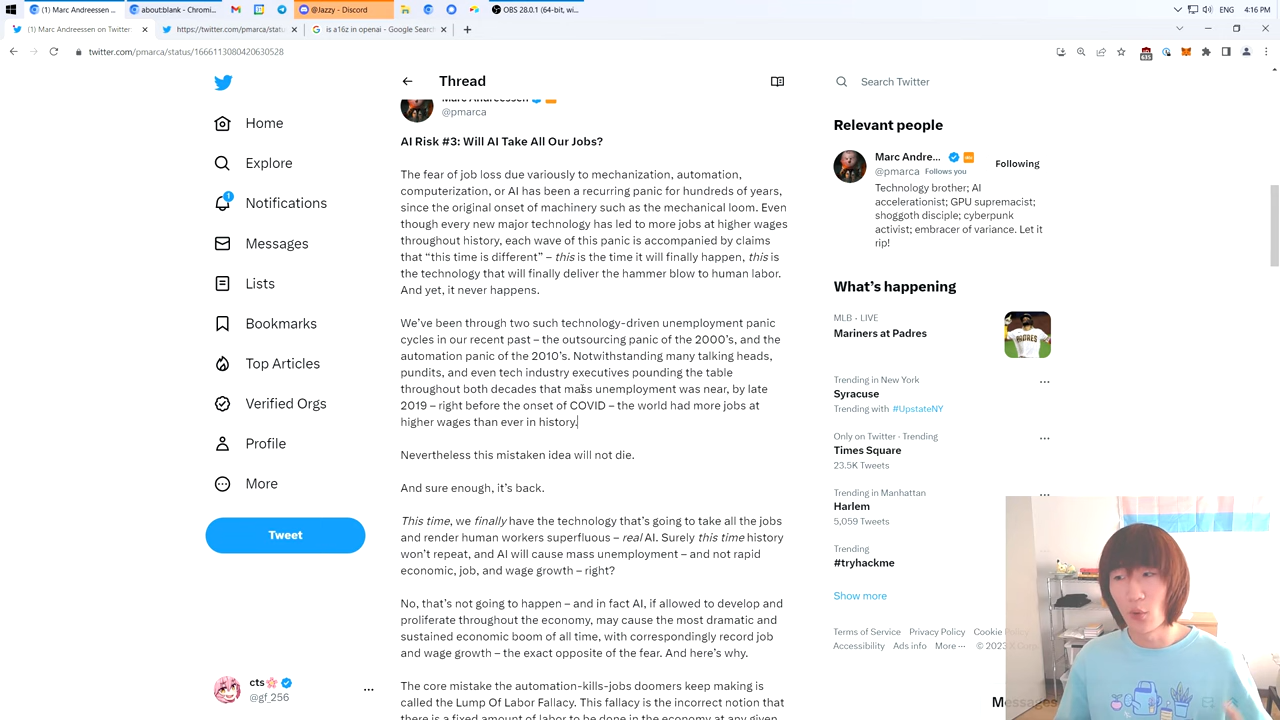 (1) Marc Andreessen ...
about:blank - Chromi...
@Jazzy - Discord
OBS 28.0.1 (64-bit, wi...
ENG
4:16 PM
(1) Marc Andreessen on Twitter:
https://twitter.com/pmarca/stat
is a16z in openai - Google Search
twitter.com/pmarca/status/1666113080420630528
635
Thread
Search Twitter
Marc Andreessen
@pmarca
AI Risk #3: Will AI Take All Our Jobs?
The fear of job loss due variously to mechanization, automation,
computerization, or AI has been a recurring panic for hundreds of years,
since the original onset of machinery such as the mechanical loom. Even
though every new major technology has led to more jobs at higher wages
throughout history, each wave of this panic is accompanied by claims
that “this time is different” – this is the time it will finally happen, this is
the technology that will finally deliver the hammer blow to human labor.
And yet, it never happens.
We’ve been through two such technology-driven unemployment panic
cycles in our recent past – the outsourcing panic of the 2000’s, and the
automation panic of the 2010’s. Notwithstanding many talking heads,
pundits, and even tech industry executives pounding the table
throughout both decades that mass unemployment was near, by late
2019 – right before the onset of COVID – the world had more jobs at
higher wages than ever in history.
Nevertheless this mistaken idea will not die.
And sure enough, it’s back.
This time, we finally have the technology that’s going to take all the jobs
and render human workers superfluous – real AI. Surely this time history
won’t repeat, and AI will cause mass unemployment – and not rapid
economic, job, and wage growth – right?
No, that’s not going to happen – and in fact AI, if allowed to develop and
proliferate throughout the economy, may cause the most dramatic and
sustained economic boom of all time, with correspondingly record job
and wage growth – the exact opposite of the fear. And here’s why.
The core mistake the automation-kills-jobs doomers keep making is
called the Lump Of Labor Fallacy. This fallacy is the incorrect notion that
there is a fixed amount of labor to be done in the economy at any given
Home
Explore
1
Notifications
Messages
Lists
Bookmarks
Top Articles
Verified Orgs
Profile
More
Tweet
cts
@gf_256
Relevant people
Marc Andre...
@pmarca Follows you
Following
Technology brother; AI
accelerationist; GPU supremacist;
shoggoth disciple; cyberpunk
activist; embracer of variance. Let it
rip!
What’s happening
MLB · LIVE
Mariners at Padres
Trending in New York
Syracuse
Trending with #UpstateNY
Only on Twitter · Trending
Times Square
23.5K Tweets
Trending in Manhattan
Harlem
5,059 Tweets
Trending
#tryhackme
Show more
Terms of Service Privacy Policy Cookie
Accessibility Ads info More ··· © 2023
Messages